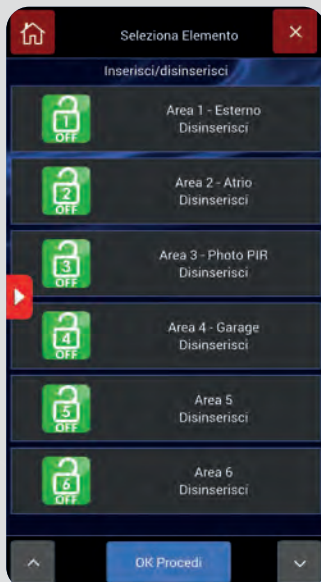 Seleziona Elemento
Inserisci/disinserisci
1
OFF
Area 1 - Esterno
Disinserisci
2
OFF
Area 2 - Atrio
Disinserisci
3
OFF
Area 3 - Photo PIR
Disinserisci
4
OFF
Area 4 - Garage
Disinserisci
5
OFF
Area 5
Disinserisci
6
OFF
Area 6
Disinserisci
OK Procedi